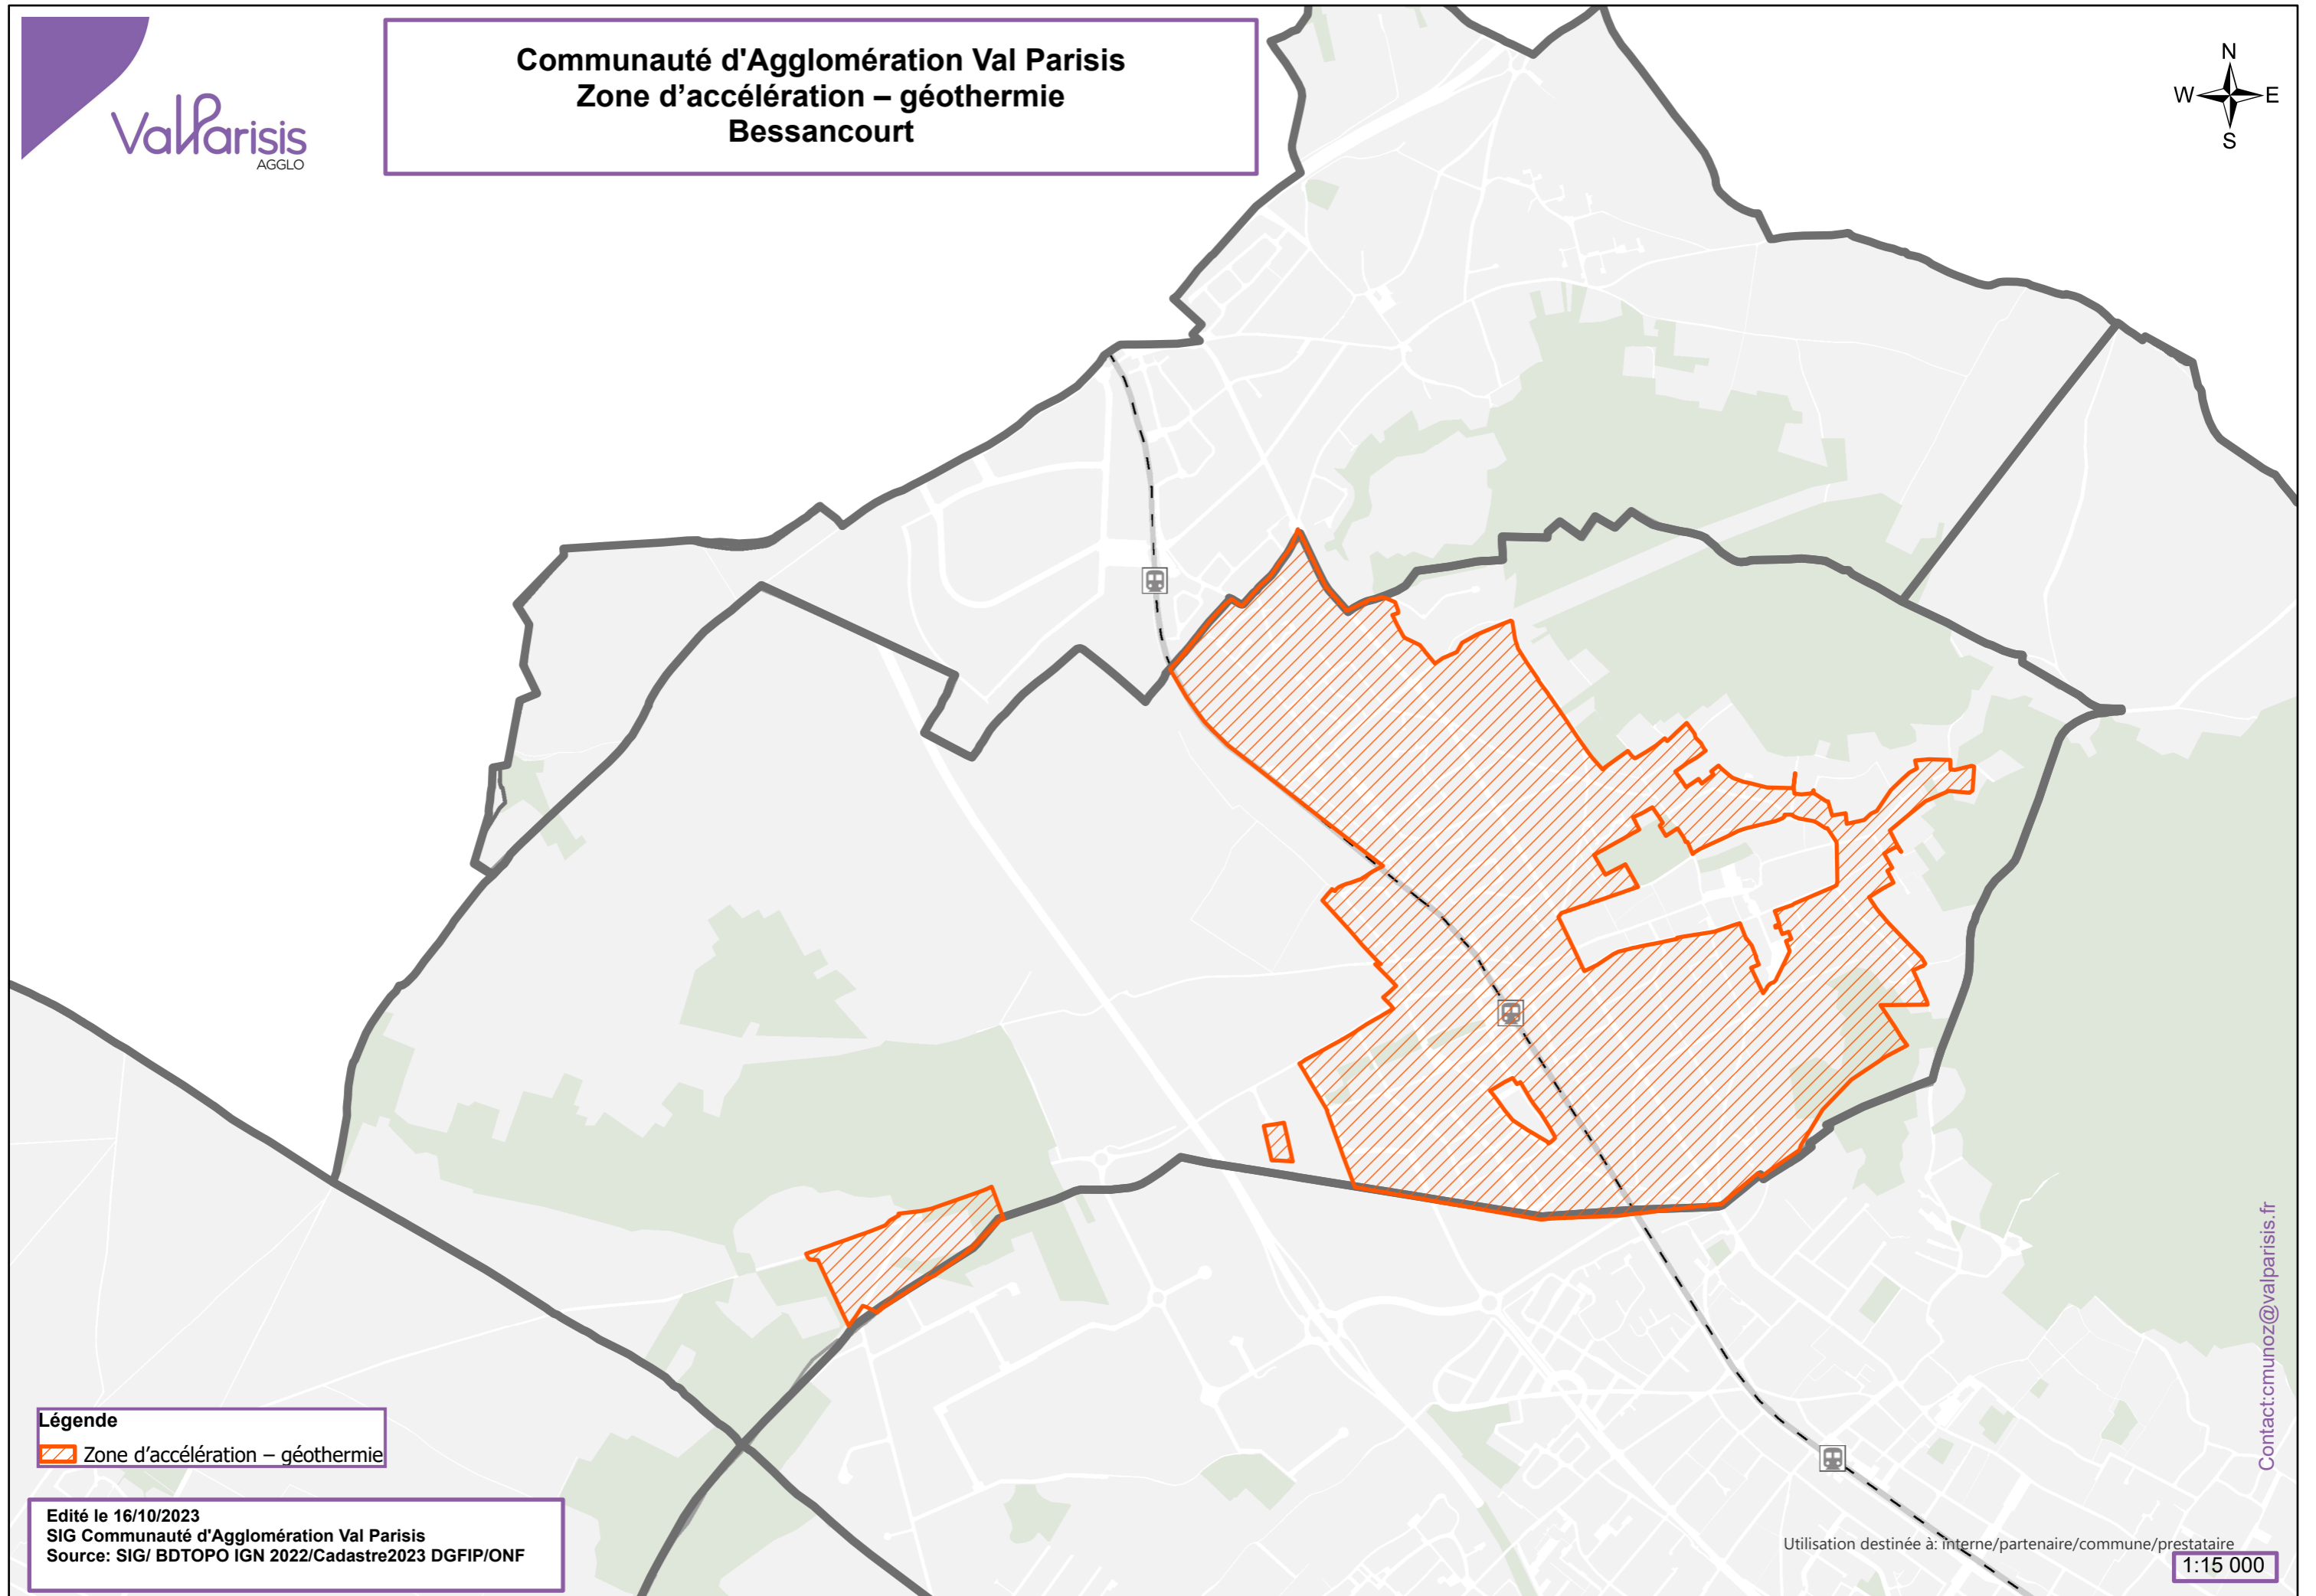 ValParisis
AGGLO
Communauté d'Agglomération Val Parisis
Zone d’accélération – géothermie
Bessancourt
N
W E
S
Légende
Zone d’accélération – géothermie
Edité le 16/10/2023
SIG Communauté d'Agglomération Val Parisis
Source: SIG/ BDTOPO IGN 2022/Cadastre2023 DGFIP/ONF
Contact:cmunoz@valparisis.fr
Utilisation destinée à: interne/partenaire/commune/prestataire
1:15 000